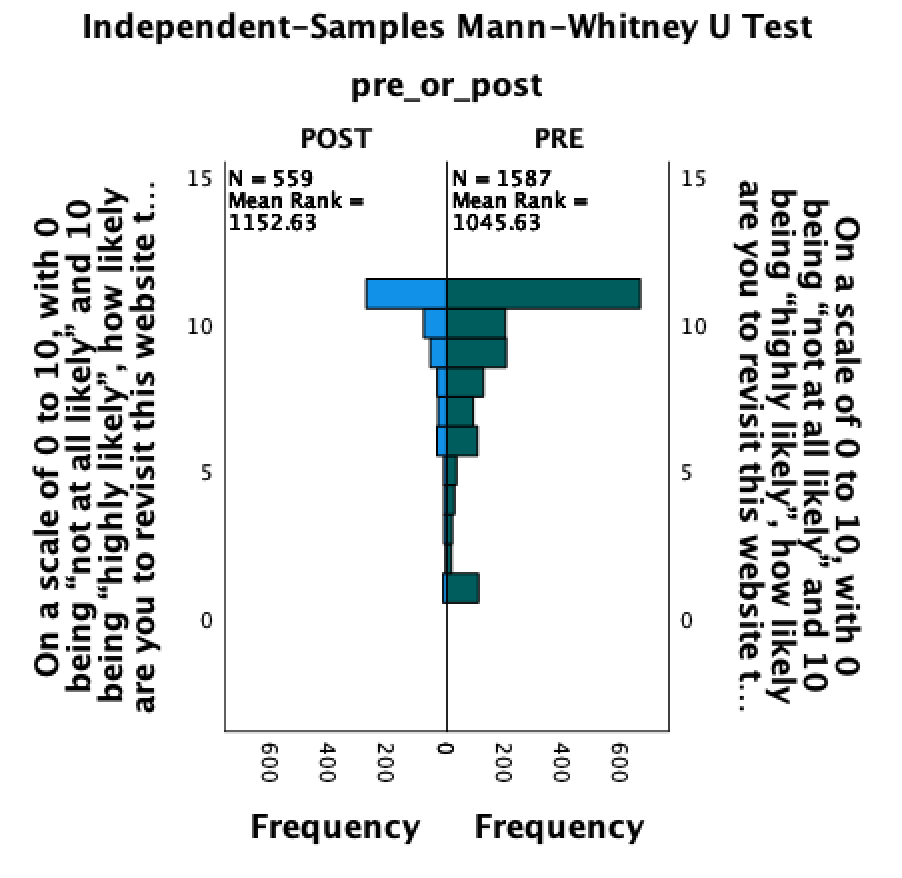 Independent-Samples Mann-Whitney U Test
pre_or_post
POST
PRE
N = 559
Mean Rank =
1152.63
N = 1587
Mean Rank =
1045.63
On a scale of 0 to 10, with 0
being “not at all likely” and 10
being “highly likely”, how likely
are you to revisit this website t...
15
10
5
0
15
10
5
0
On a scale of 0 to 10, with 0
being “not at all likely” and 10
being “highly likely”, how likely
are you to revisit this website t...
600
400
200
0
200
400
600
Frequency
Frequency